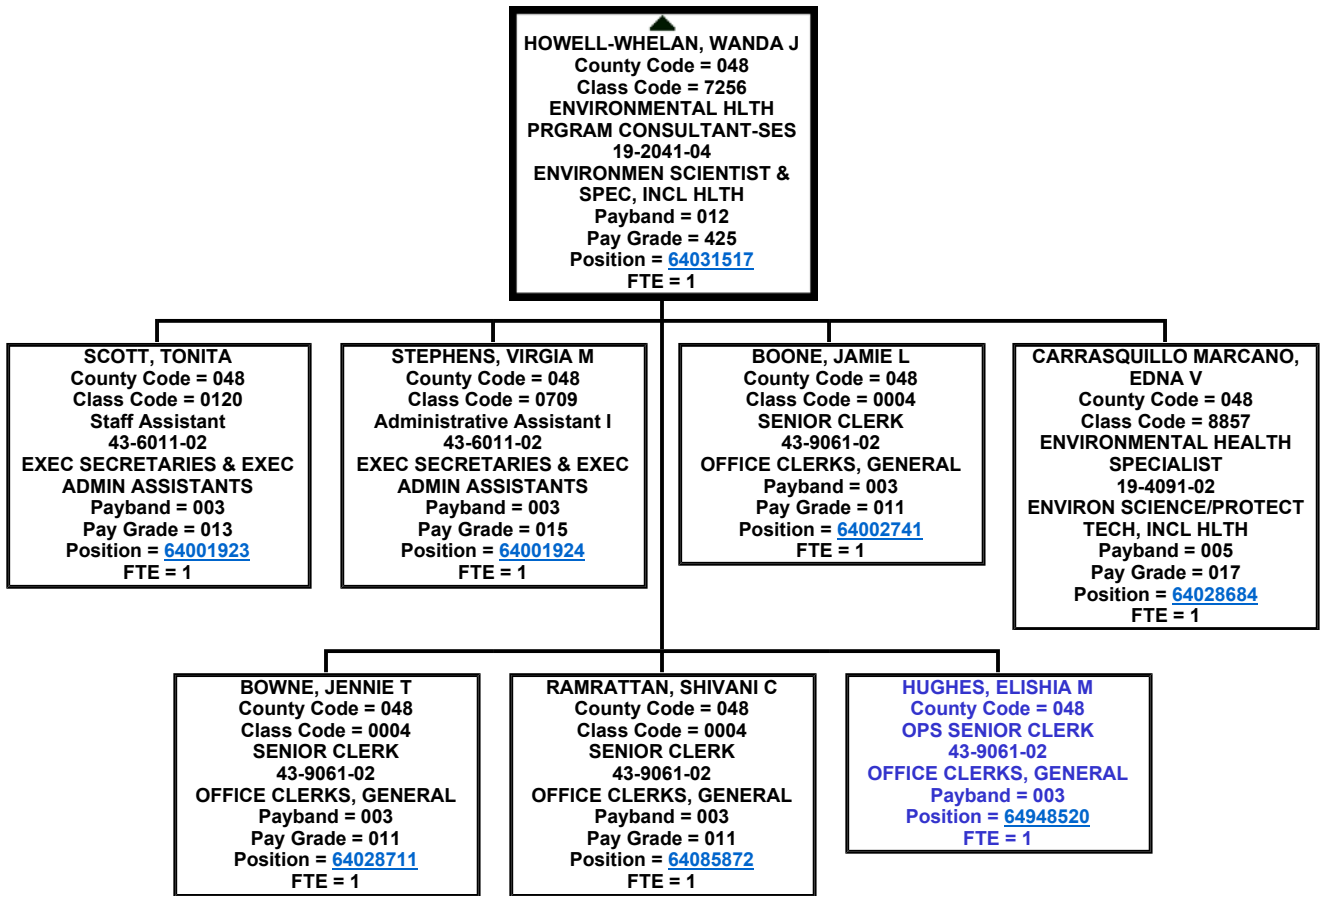 HOWELL-WHELAN, WANDA J
County Code = 048
Class Code = 7256
ENVIRONMENTAL HLTH
PRGRAM CONSULTANT-SES
19-2041-04
ENVIRONMEN SCIENTIST &
SPEC, INCL HLTH
Payband = 012
Pay Grade = 425
Position = 64031517
FTE = 1
SCOTT, TONITA
County Code = 048
Class Code = 0120
Staff Assistant
43-6011-02
EXEC SECRETARIES & EXEC
ADMIN ASSISTANTS
Payband = 003
Pay Grade = 013
Position = 64001923
FTE = 1
STEPHENS, VIRGIA M
County Code = 048
Class Code = 0709
Administrative Assistant I
43-6011-02
EXEC SECRETARIES & EXEC
ADMIN ASSISTANTS
Payband = 003
Pay Grade = 015
Position = 64001924
FTE = 1
BOONE, JAMIE L
County Code = 048
Class Code = 0004
SENIOR CLERK
43-9061-02
OFFICE CLERKS, GENERAL
Payband = 003
Pay Grade = 011
Position = 64002741
FTE = 1
CARRASQUILLO MARCANO,
EDNA V
County Code = 048
Class Code = 8857
ENVIRONMENTAL HEALTH
SPECIALIST
19-4091-02
ENVIRON SCIENCE/PROTECT
TECH, INCL HLTH
Payband = 005
Pay Grade = 017
Position = 64028684
FTE = 1
BOWNE, JENNIE T
County Code = 048
Class Code = 0004
SENIOR CLERK
43-9061-02
OFFICE CLERKS, GENERAL
Payband = 003
Pay Grade = 011
Position = 64028711
FTE = 1
RAMRATTAN, SHIVANI C
County Code = 048
Class Code = 0004
SENIOR CLERK
43-9061-02
OFFICE CLERKS, GENERAL
Payband = 003
Pay Grade = 011
Position = 64085872
FTE = 1
HUGHES, ELISHIA M
County Code = 048
OPS SENIOR CLERK
43-9061-02
OFFICE CLERKS, GENERAL
Payband = 003
Position = 64948520
FTE = 1